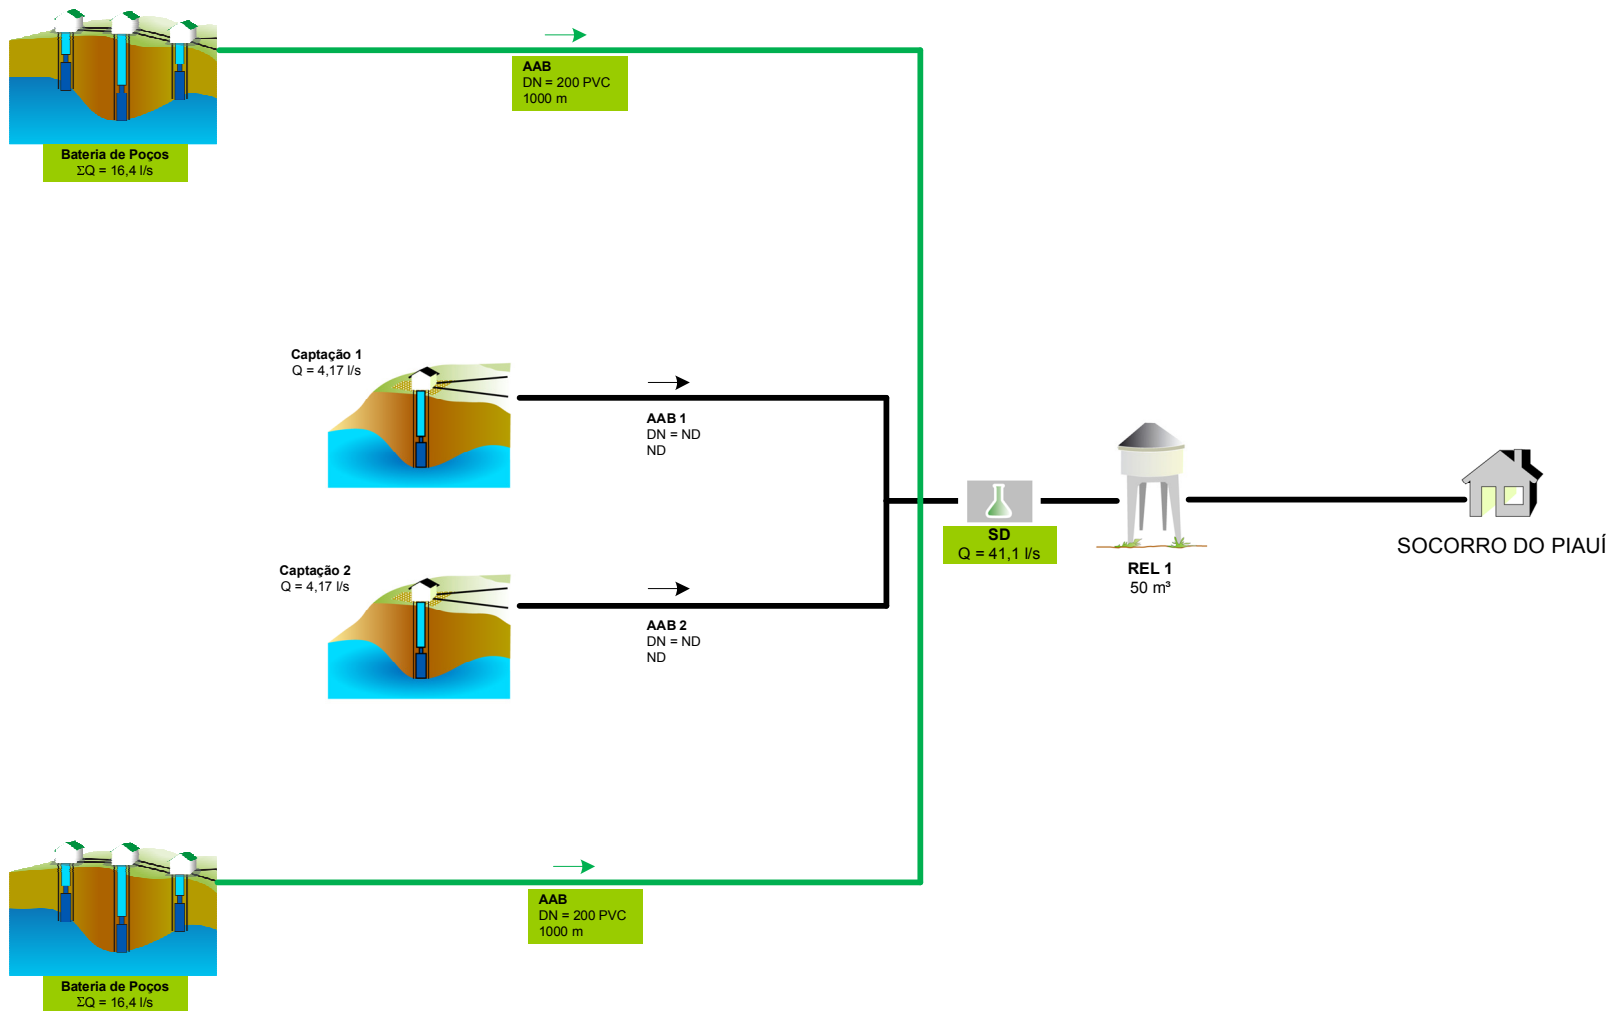 AAB
DN = 200 PVC
1000 m
Bateria de Poços
ΣQ = 16,4 l/s
Captação 1
Q = 4,17 l/s
AAB 1
DN = ND
ND
SD
Q = 41,1 l/s
REL 1
50 m³
SOCORRO DO PIAUÍ
Captação 2
Q = 4,17 l/s
AAB 2
DN = ND
ND
AAB
DN = 200 PVC
1000 m
Bateria de Poços
ΣQ = 16,4 l/s